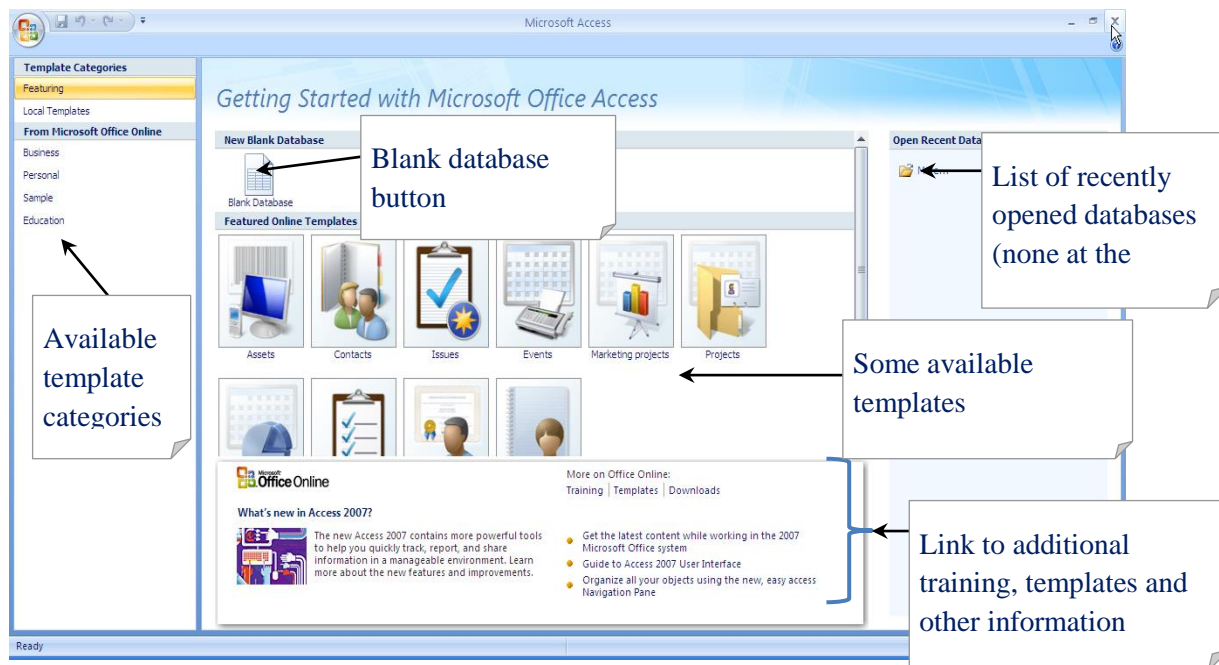 Microsoft Access
Template Categories
Featuring
Local Templates
From Microsoft Office Online
Business
Personal
Sample
Education
Available
template
categories
Getting Started with Microsoft Office Access
New Blank Database
Blank Database
Blank database
button
Featured Online Templates
Assets
Contacts
Issues
Events
Marketing projects
Projects
Open Recent Data
List of recently
opened databases
(none at the
Some available
templates
Microsoft
Office Online
What's new in Access 2007?
The new Access 2007 contains more powerful tools
to help you quickly track, report, and share
information in a manageable environment. Learn
more about the new features and improvements.
More on Office Online:
Training | Templates | Downloads
Get the latest content while working in the 2007
Microsoft Office system
Guide to Access 2007 User Interface
Organize all your objects using the new, easy access
Navigation Pane
Link to additional
training, templates and
other information
Ready